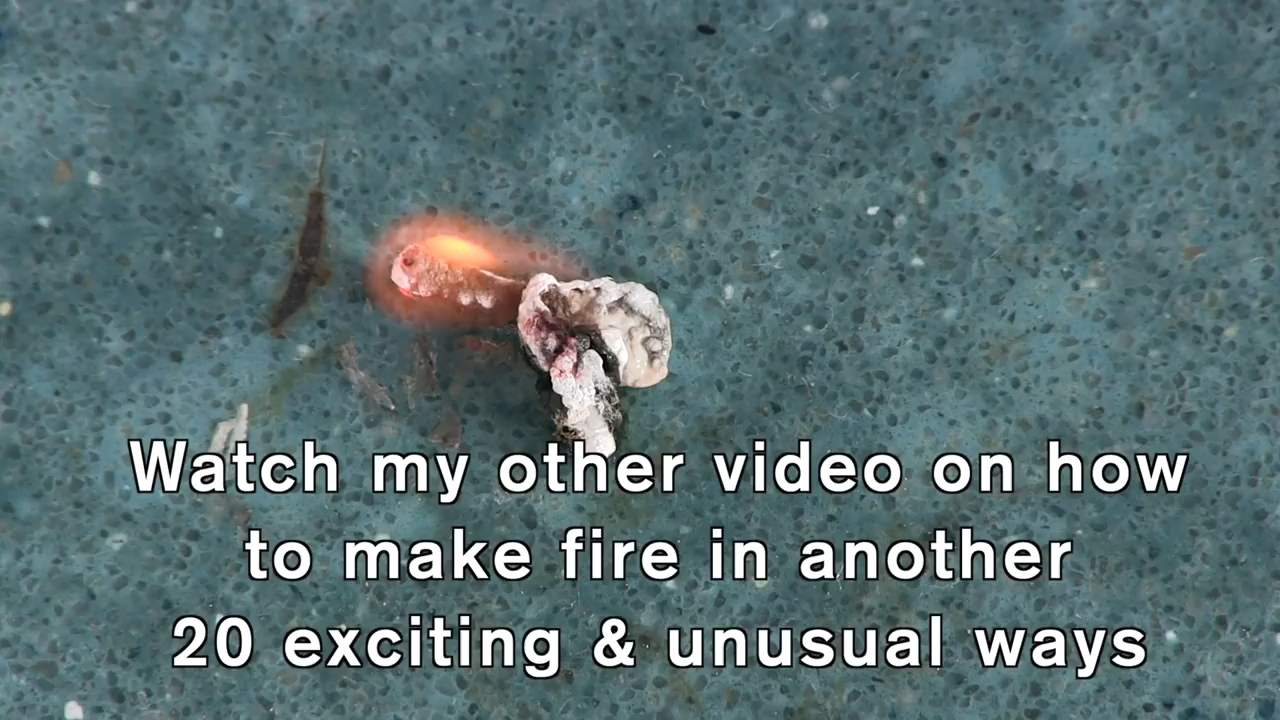 Watch my other video on how
to make fire in another
20 exciting & unusual ways